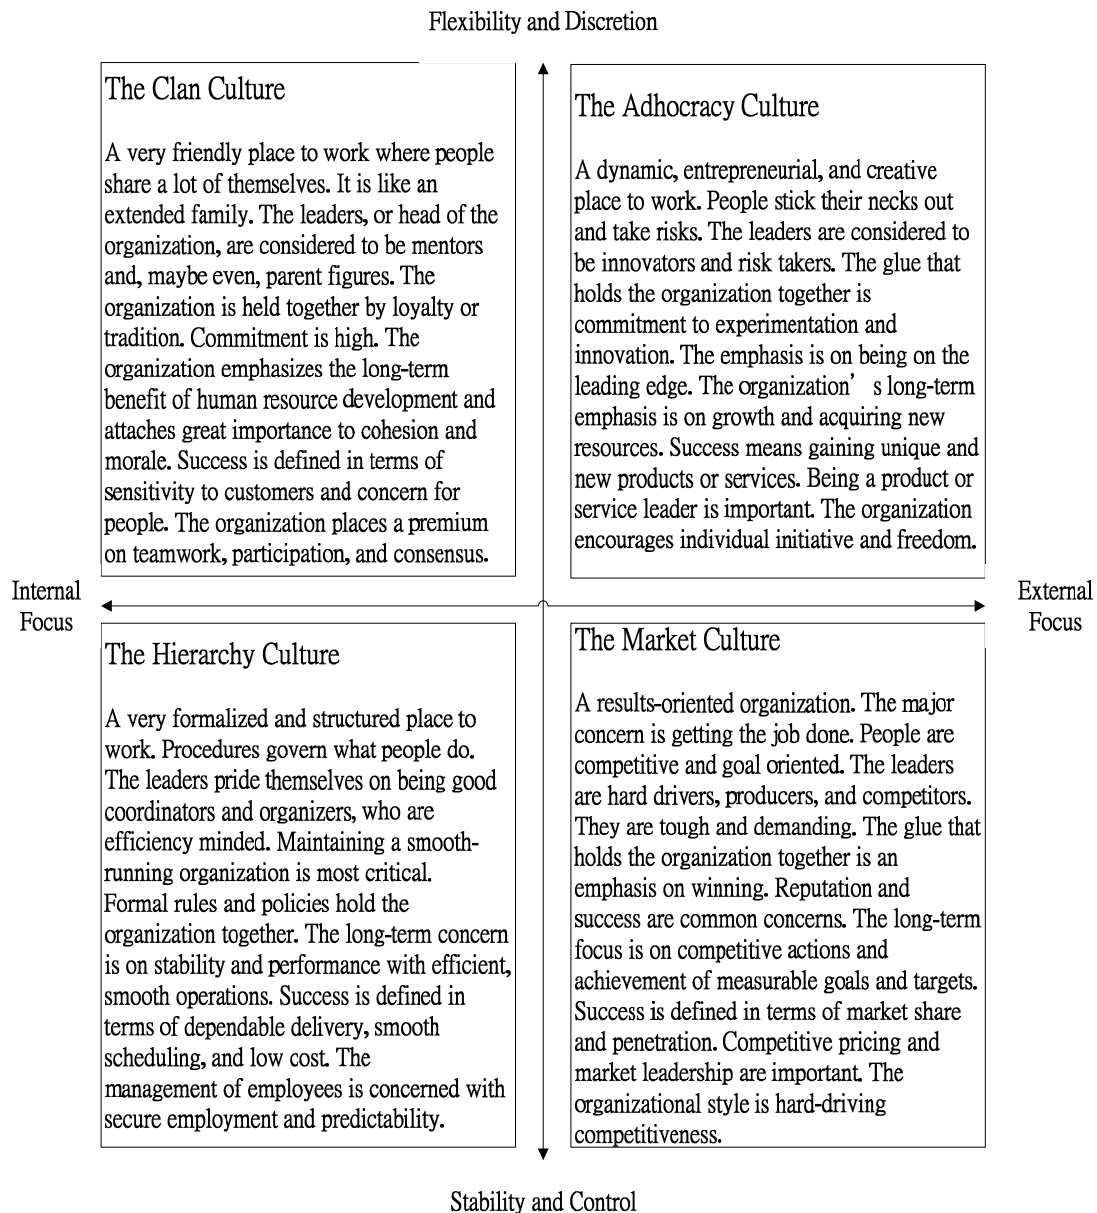 Flexibility and Discretion
The Clan Culture
A very friendly place to work where people
share a lot of themselves. It is like an
extended family. The leaders, or head of the
organization, are considered to be mentors
and, maybe even, parent figures. The
organization is held together by loyalty or
tradition. Commitment is high. The
organization emphasizes the long-term
benefit of human resource development and
attaches great importance to cohesion and
morale. Success is defined in terms of
sensitivity to customers and concern for
people. The organization places a premium
on teamwork, participation, and consensus.
The Adhocracy Culture
A dynamic, entrepreneurial, and creative
place to work. People stick their necks out
and take risks. The leaders are considered to
be innovators and risk takers. The glue that
holds the organization together is
commitment to experimentation and
innovation. The emphasis is on being on the
leading edge. The organization’ s long-term
emphasis is on growth and acquiring new
resources. Success means gaining unique and
new products or services. Being a product or
service leader is important. The organization
encourages individual initiative and freedom.
Internal
Focus
External
Focus
The Hierarchy Culture
A very formalized and structured place to
work. Procedures govern what people do.
The leaders pride themselves on being good
coordinators and organizers, who are
efficiency minded. Maintaining a smooth-
running organization is most critical.
Formal rules and policies hold the
organization together. The long-term concern
is on stability and performance with efficient,
smooth operations. Success is defined in
terms of dependable delivery, smooth
scheduling, and low cost. The
management of employees is concerned with
secure employment and predictability.
The Market Culture
A results-oriented organization. The major
concern is getting the job done. People are
competitive and goal oriented. The leaders
are hard drivers, producers, and competitors.
They are tough and demanding. The glue that
holds the organization together is an
emphasis on winning. Reputation and
success are common concerns. The long-term
focus is on competitive actions and
achievement of measurable goals and targets.
Success is defined in terms of market share
and penetration. Competitive pricing and
market leadership are important. The
organizational style is hard-driving
competitiveness.
Stability and Control